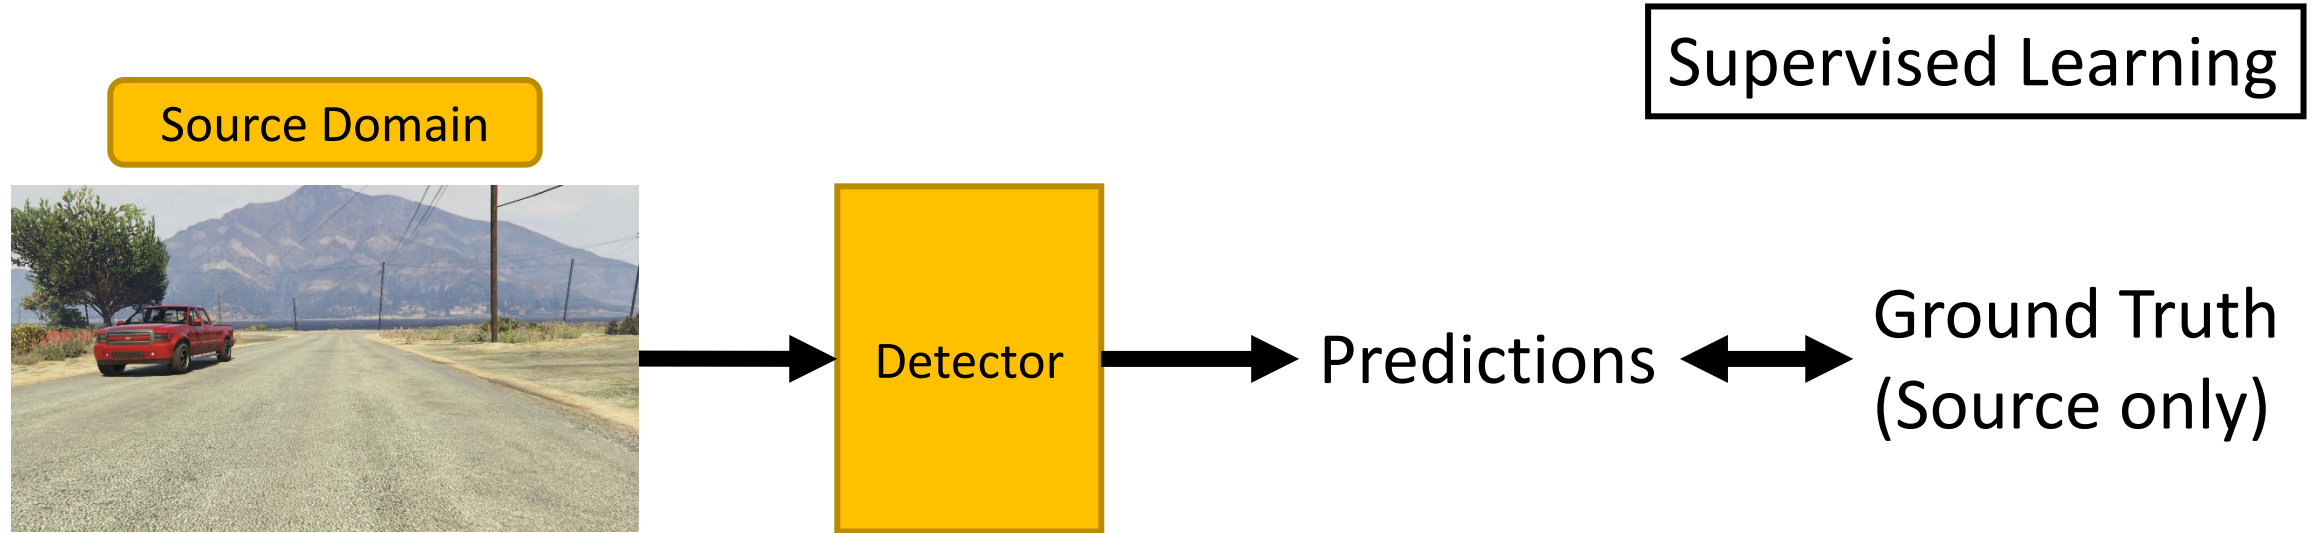 Supervised Learning
Source Domain
Detector
Predictions
Ground Truth
(Source only)